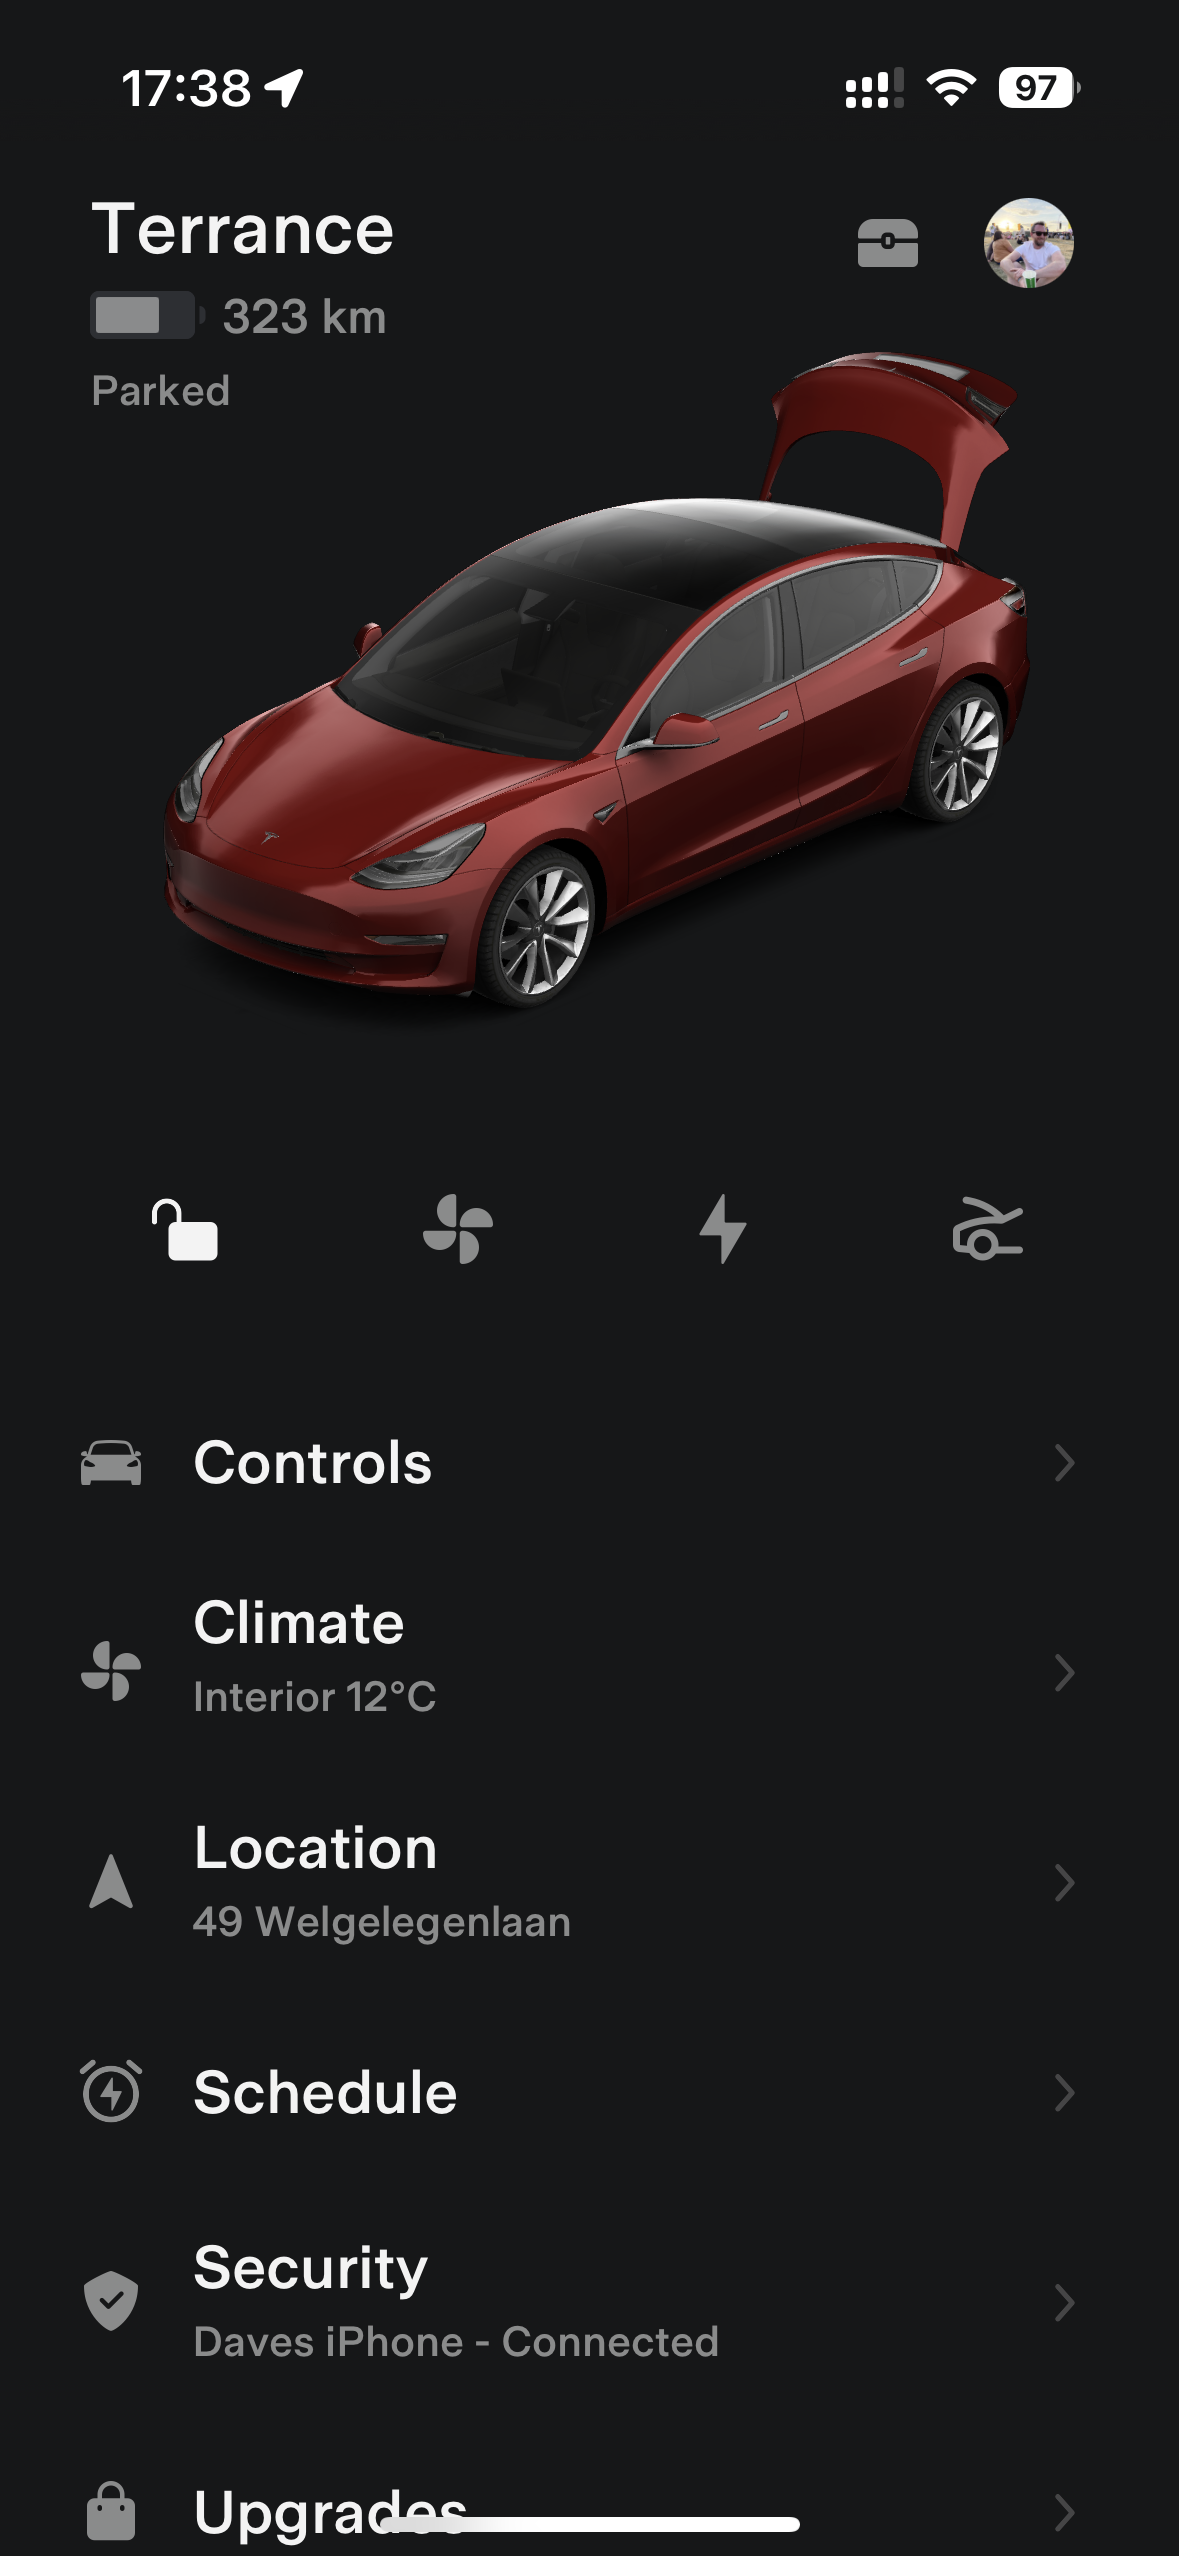 17:38
97
Terrance
323 km
Parked
Controls
Climate
Interior 12°C
Location
49 Welgelegenlaan
Schedule
Security
Daves iPhone - Connected
Upgrades